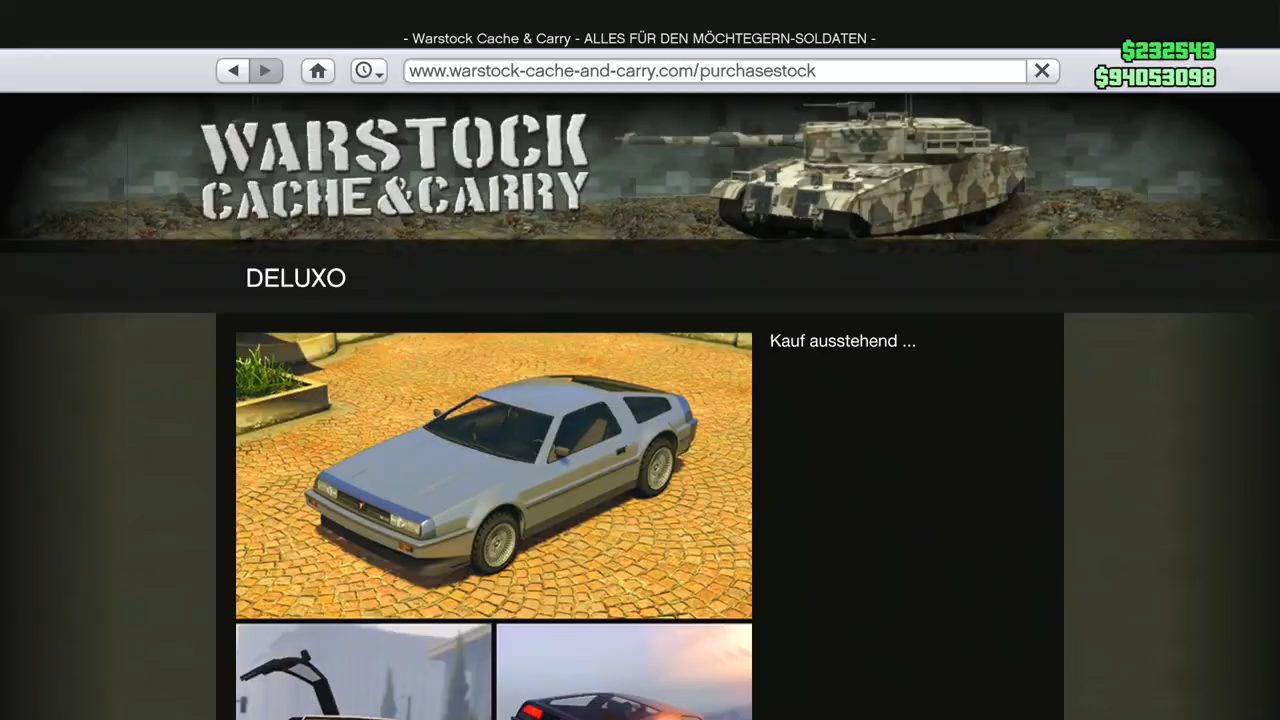 - Warstock Cache & Carry - ALLES FÜR DEN MÖCHTEGERN-SOLDATEN -
$232543
www.warstock-cache-and-carry.com/purchasestock
$94053098
WARSTOCK
CACHE&CARRY
DELUXO
Kauf ausstehend ...